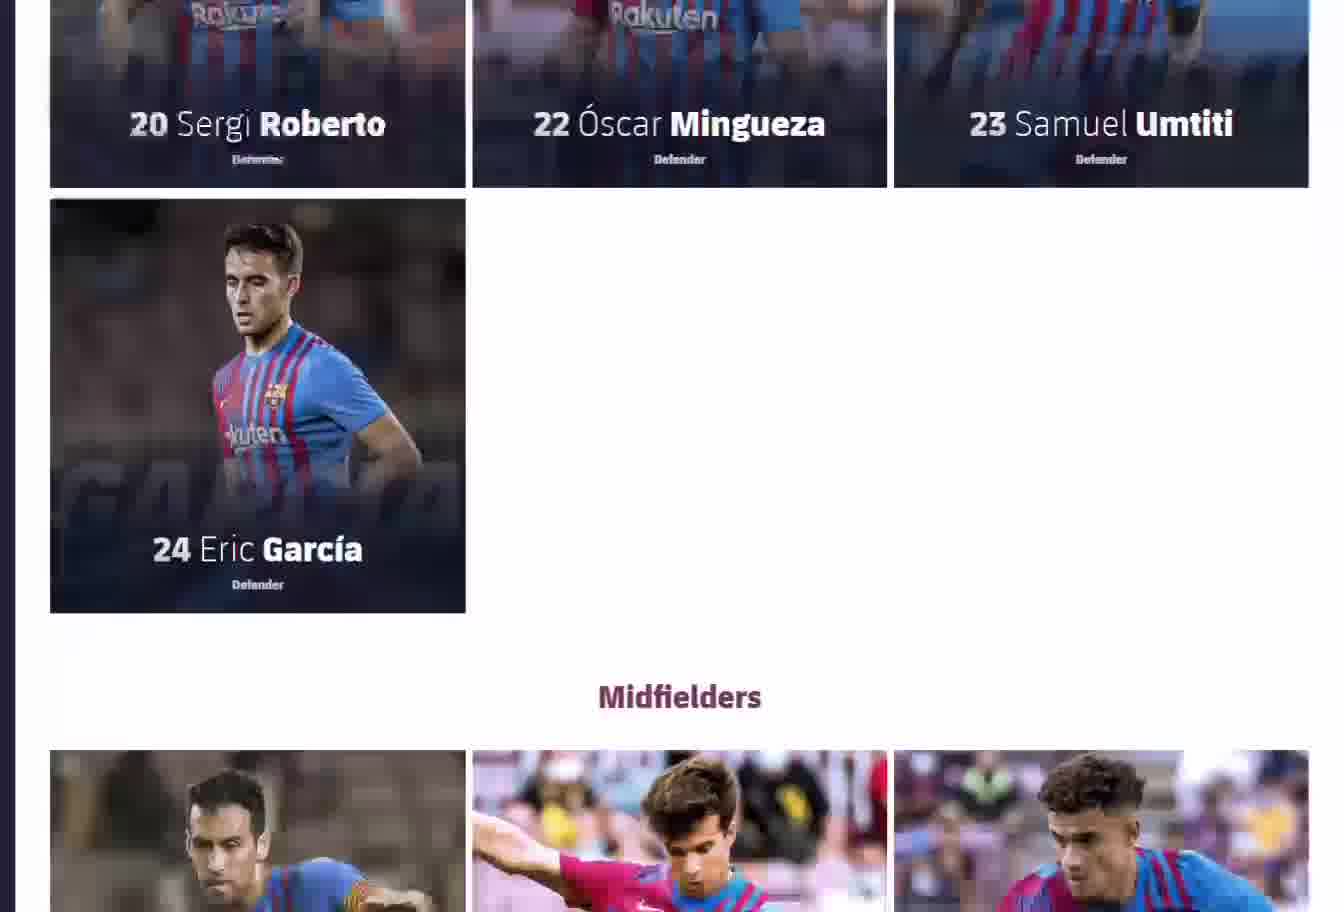 Rakuten
Rakuten
20 Sergi Roberto
22 Óscar Mingueza
23 Samuel Umtiti
Defender
Defender
Defender
kuten
24 Eric García
Defender
Midfielders